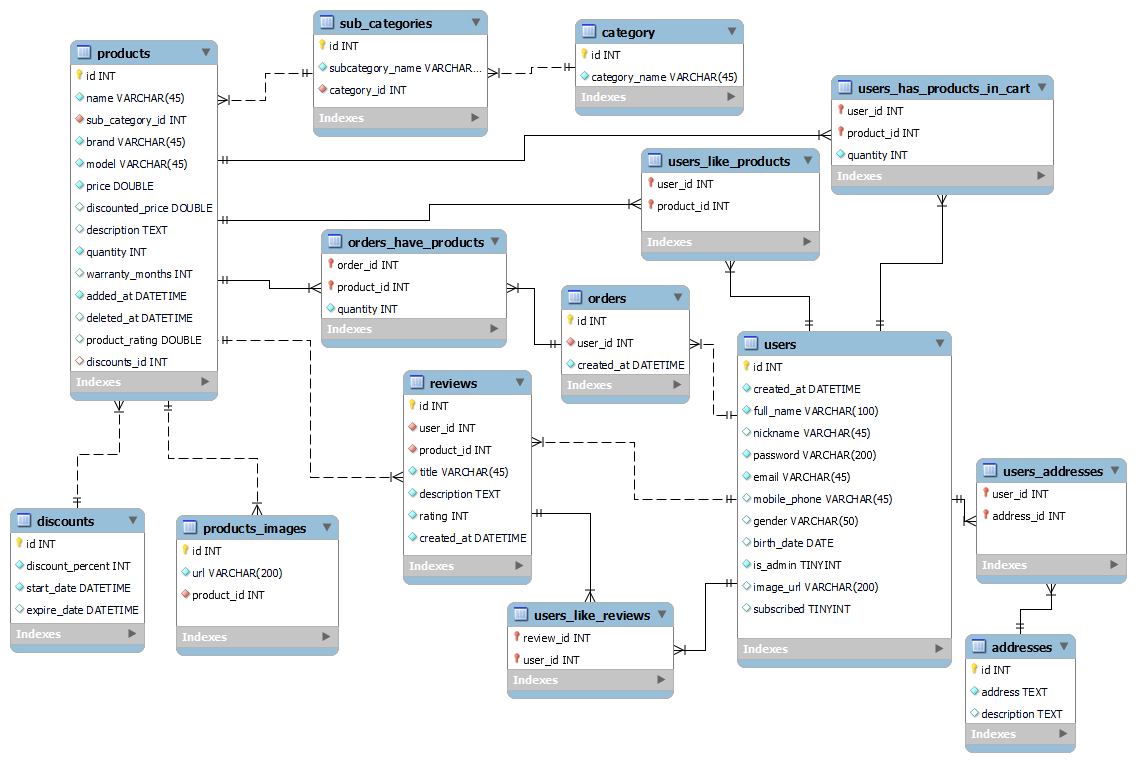 products
id INT
name VARCHAR(45)
sub_category_id INT
brand VARCHAR(45)
model VARCHAR(45)
price DOUBLE
discounted_price DOUBLE
description TEXT
quantity INT
warranty_months INT
added_at DATETIME
deleted_at DATETIME
product_rating DOUBLE
discounts_id INT
Indexes
sub_categories
id INT
subcategory_name VARCHAR...
category_id INT
Indexes
category
id INT
category_name VARCHAR(45)
Indexes
users_has_products_in_cart
user_id INT
product_id INT
quantity INT
Indexes
users_like_products
user_id INT
product_id INT
Indexes
orders_have_products
order_id INT
product_id INT
quantity INT
Indexes
orders
id INT
user_id INT
created_at DATETIME
Indexes
users
id INT
created_at DATETIME
full_name VARCHAR(100)
nickname VARCHAR(45)
password VARCHAR(200)
email VARCHAR(45)
mobile_phone VARCHAR(45)
gender VARCHAR(50)
birth_date DATE
is_admin TINYINT
image_url VARCHAR(200)
subscribed TINYINT
Indexes
reviews
id INT
user_id INT
product_id INT
title VARCHAR(45)
description TEXT
rating INT
created_at DATETIME
Indexes
users_addresses
user_id INT
address_id INT
Indexes
discounts
id INT
discount_percent INT
start_date DATETIME
expire_date DATETIME
Indexes
products_images
id INT
url VARCHAR(200)
product_id INT
Indexes
users_like_reviews
review_id INT
user_id INT
Indexes
addresses
id INT
address TEXT
description TEXT
Indexes